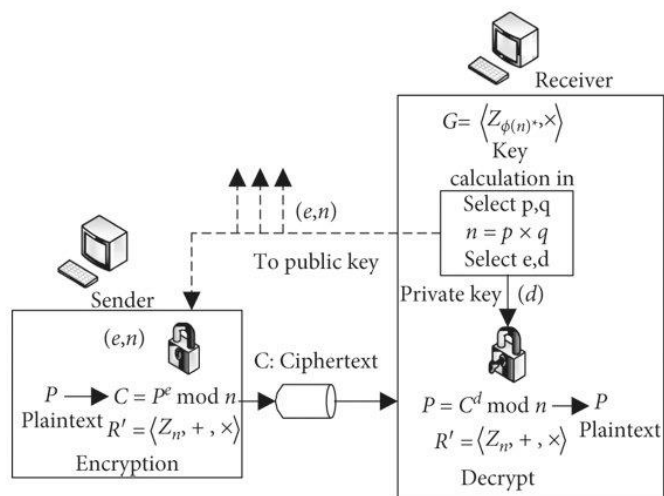 Receiver
G= ⟨Z_{ϕ(n)*},×⟩
Key
calculation in
Select p,q
n = p × q
Select e,d
(e,n)
To public key
Private key (d)
Sender
(e,n)
C: Ciphertext
P → C = P^e mod n
Plaintext
R′ = ⟨Z_n, + , ×⟩
Encryption
P = C^d mod n → P
Plaintext
R′ = ⟨Z_n, + , ×⟩
Decrypt